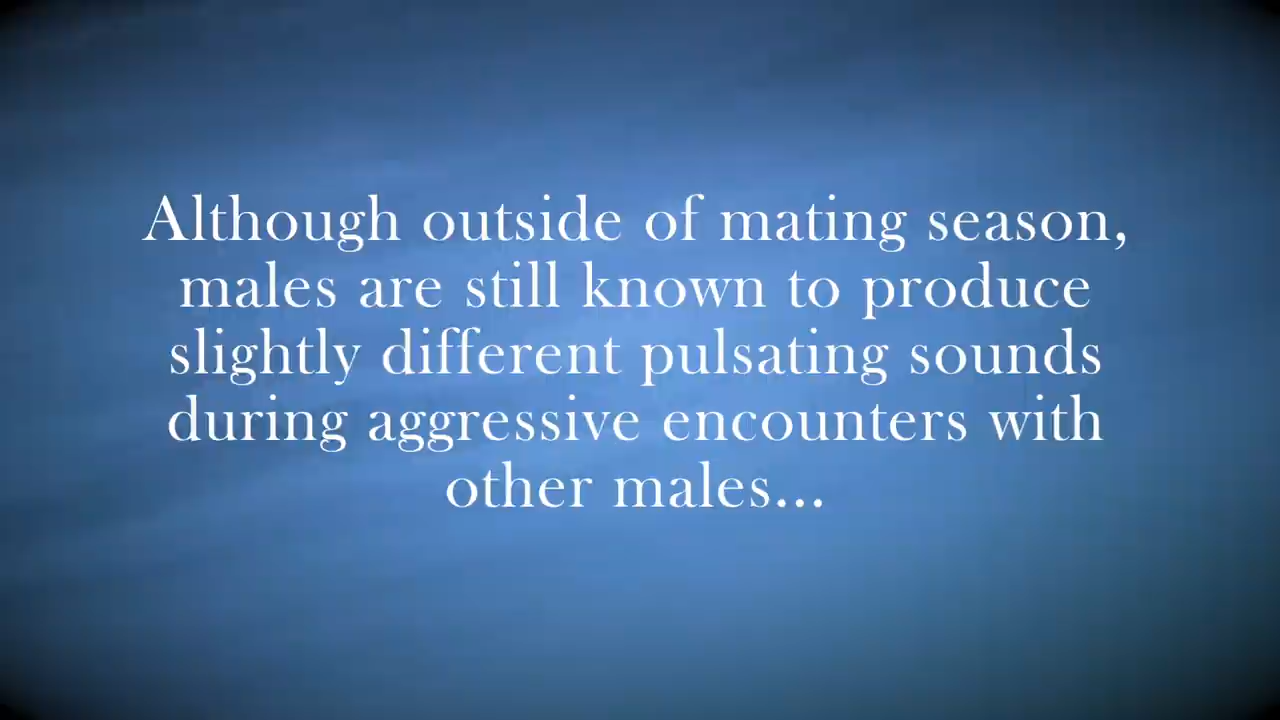 Although outside of mating season,
males are still known to produce
slightly different pulsating sounds
during aggressive encounters with
other males...